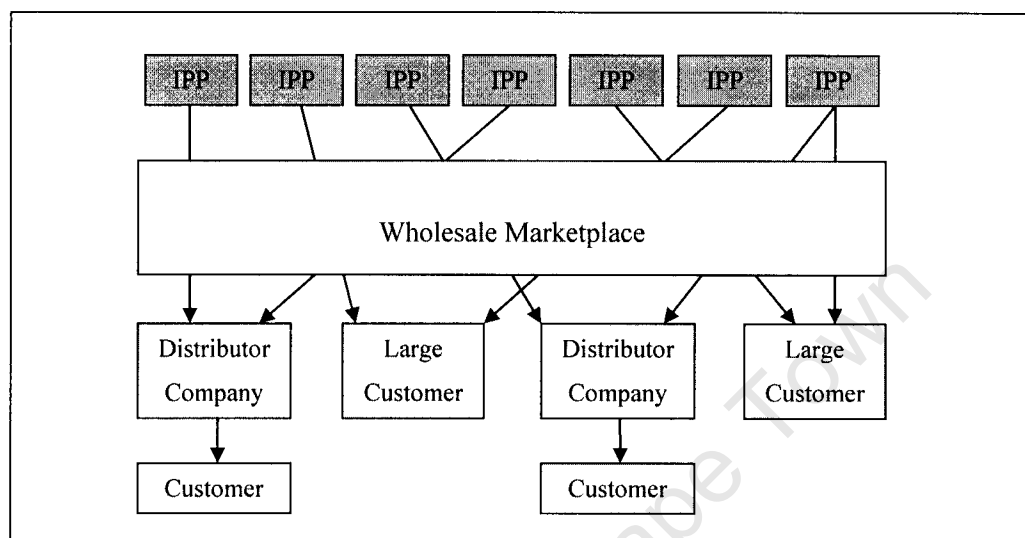 IPP IPP IPP IPP IPP IPP IPP
Wholesale Marketplace
Distributor Large Distributor Large
Company Customer Company Customer
Customer Customer
Town